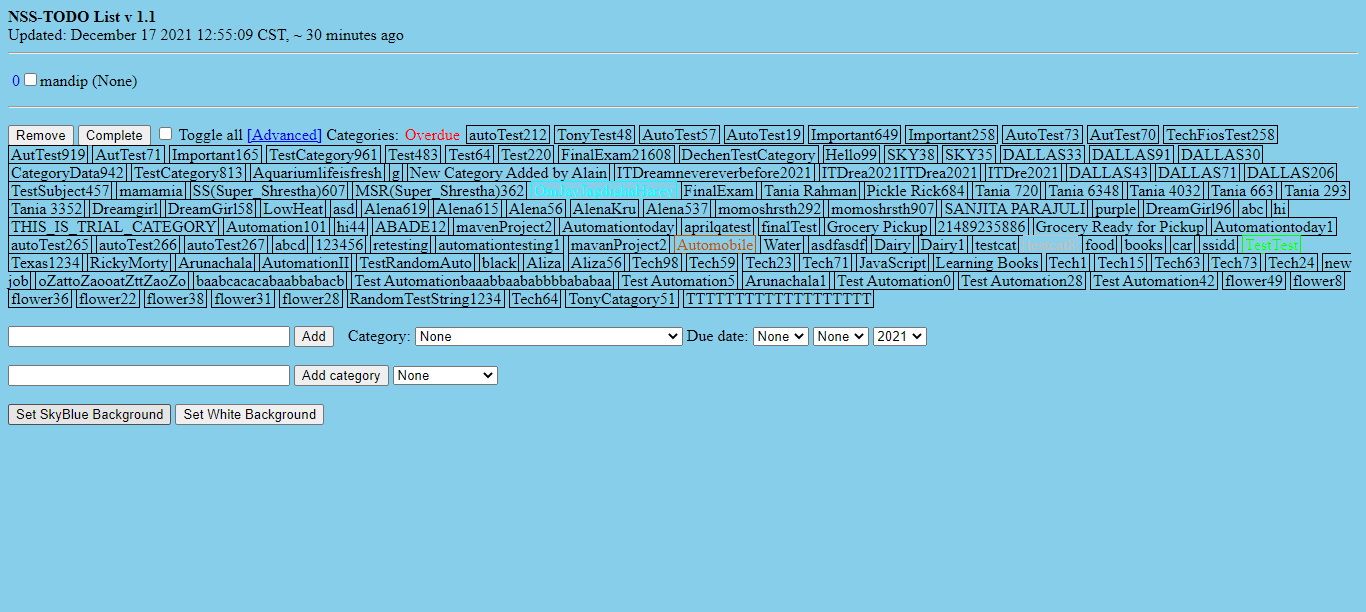 NSS-TODO List v 1.1
Updated: December 17 2021 12:55:09 CST, ~ 30 minutes ago
0 mandip (None)
Remove Complete Toggle all [Advanced] Categories: Overdue autoTest212 TonyTest48 AutoTest57 AutoTest19 Important649 Important258 AutoTest73 AutTest70 TechFiosTest258
AutTest919 AutTest71 Important165 TestCategory961 Test483 Test64 Test220 FinalExam21608 DechenTestCategory Hello99 SKY38 SKY35 DALLAS33 DALLAS91 DALLAS30
CategoryData942 TestCategory813 Aquariumlifeisfresh g New Category Added by Alain ITDreamnevereverbefore2021 ITDrea2021ITDrea2021 ITDre2021 DALLAS43 DALLAS71 DALLAS206
TestSubject457 mamamia SS(Super_Shrestha)607 MSR(Super_Shrestha)362 FinalExam Tania Rahman Pickle Rick684 Tania 720 Tania 6348 Tania 4032 Tania 663 Tania 293
Tania 3352 Dreamgirl DreamGirl58 LowHeat asd Alena619 Alena615 Alena56 AlenaKru Alena537 momoshrsth292 momoshrsth907 SANJITA PARAJULI purple DreamGirl96 abc hi
THIS_IS_TRIAL_CATEGORY Automation101 hi44 ABADE12 mavenProject2 Automationtoday aprilqatest finalTest Grocery Pickup 21489235886 Grocery Ready for Pickup Automationtoday1
autoTest265 autoTest266 autoTest267 abcd 123456 retesting automationtesting1 mavanProject2 Automobile Water asdfasdf Dairy Dairy1 testcat food books car ssidd TestTest
Texas1234 RickyMorty Arunachala AutomationII TestRandomAuto black Aliza Aliza56 Tech98 Tech59 Tech23 Tech71 JavaScript Learning Books Tech1 Tech15 Tech63 Tech73 Tech24 new
job oZattoZaooatZttZaoZo baabcacacabaabbabacb Test Automationbaaabbaababbbbababaa Test Automation5 Arunachala1 Test Automation0 Test Automation28 Test Automation42 flower49 flower8
flower36 flower22 flower38 flower31 flower28 RandomTestString1234 Tech64 TonyCatagory51 TTTTTTTTTTTTTTTTTTT
Add Category: None Due date: None None 2021
Add category None
Set SkyBlue Background Set White Background